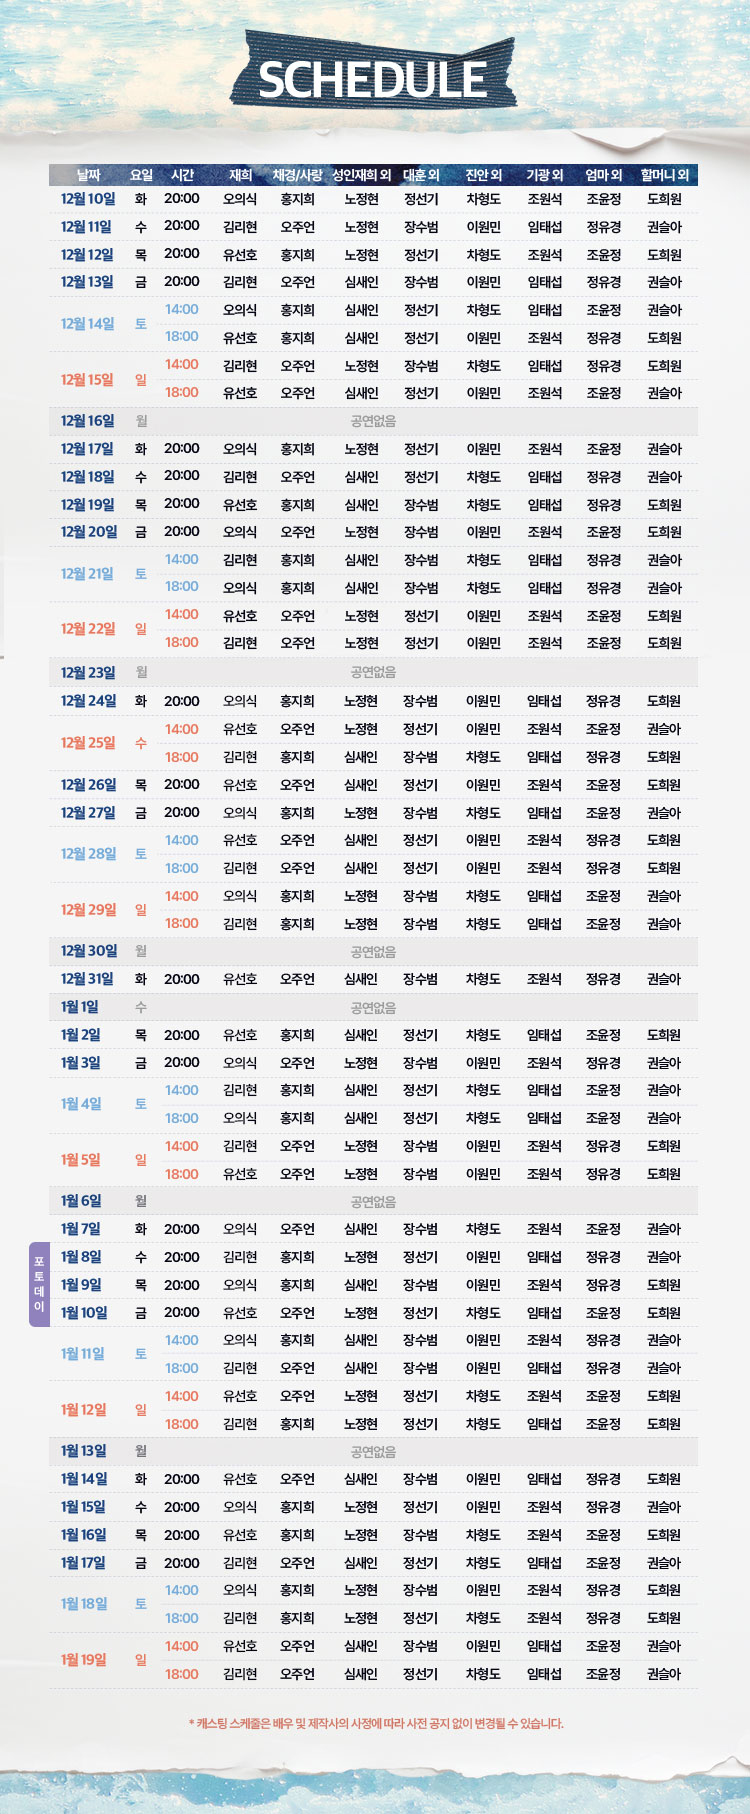 SCHEDULE
날짜 요일 시간 재희 채경/사랑 성인재희 외 대훈 외 진안 외 기광 외 엄마 외 할머니 외
12월 10일 화 20:00 오의식 홍지희 노정현 정선기 차형도 조원석 조윤정 도희원
12월 11일 수 20:00 김리현 오주언 노정현 장수범 이원민 임태섭 정유경 권슬아
12월 12일 목 20:00 유선호 홍지희 노정현 정선기 차형도 조원석 조윤정 도희원
12월 13일 금 20:00 김리현 오주언 심새인 장수범 이원민 임태섭 정유경 권슬아
12월 14일 토 14:00 오의식 홍지희 심새인 정선기 차형도 임태섭 조윤정 권슬아
18:00 유선호 홍지희 심새인 정선기 이원민 조원석 조윤정 도희원
12월 15일 일 14:00 김리현 오주언 노정현 장수범 차형도 임태섭 정유경 도희원
18:00 유선호 오주언 심새인 정선기 이원민 조원석 조윤정 권슬아
12월 16일 월 공연없음
12월 17일 화 20:00 오의식 홍지희 노정현 정선기 이원민 조원석 조윤정 권슬아
12월 18일 수 20:00 김리현 오주언 심새인 장수범 차형도 임태섭 정유경 권슬아
12월 19일 목 20:00 유선호 홍지희 심새인 장수범 차형도 임태섭 정유경 도희원
12월 20일 금 20:00 오의식 오주언 노정현 장수범 이원민 조원석 조윤정 도희원
12월 21일 토 14:00 김리현 홍지희 심새인 장수범 차형도 임태섭 정유경 권슬아
18:00 오의식 홍지희 심새인 장수범 차형도 임태섭 정유경 권슬아
12월 22일 일 14:00 유선호 오주언 노정현 정선기 이원민 조원석 조윤정 도희원
18:00 김리현 오주언 노정현 정선기 이원민 조원석 조윤정 도희원
12월 23일 월 공연없음
12월 24일 화 20:00 오의식 홍지희 노정현 장수범 이원민 임태섭 정유경 도희원
12월 25일 수 14:00 유선호 오주언 노정현 정선기 이원민 조원석 조윤정 권슬아
18:00 김리현 홍지희 심새인 장수범 차형도 임태섭 정유경 도희원
12월 26일 목 20:00 유선호 오주언 심새인 정선기 이원민 조원석 조윤정 도희원
12월 27일 금 20:00 오의식 홍지희 노정현 장수범 차형도 임태섭 조윤정 권슬아
12월 28일 토 14:00 유선호 오주언 심새인 정선기 이원민 조원석 정유경 도희원
18:00 김리현 오주언 심새인 정선기 이원민 조원석 정유경 도희원
12월 29일 일 14:00 오의식 홍지희 노정현 장수범 차형도 임태섭 조윤정 권슬아
18:00 김리현 홍지희 노정현 장수범 차형도 임태섭 조윤정 권슬아
12월 30일 월 공연없음
12월 31일 화 20:00 유선호 오주언 심새인 장수범 차형도 조원석 정유경 권슬아
1월 1일 수 공연없음
1월 2일 목 20:00 유선호 홍지희 심새인 정선기 차형도 임태섭 조윤정 도희원
1월 3일 금 20:00 오의식 오주언 노정현 장수범 이원민 조원석 정유경 권슬아
1월 4일 토 14:00 김리현 홍지희 심새인 정선기 차형도 임태섭 조윤정 권슬아
18:00 오의식 홍지희 심새인 정선기 차형도 임태섭 조윤정 권슬아
1월 5일 일 14:00 김리현 오주언 노정현 장수범 이원민 조원석 정유경 도희원
18:00 유선호 오주언 노정현 장수범 이원민 조원석 정유경 도희원
1월 6일 월 공연없음
1월 7일 화 20:00 오의식 오주언 심새인 장수범 차형도 조원석 조윤정 권슬아
포토데이
1월 8일 수 20:00 김리현 홍지희 노정현 정선기 이원민 임태섭 정유경 권슬아
1월 9일 목 20:00 오의식 홍지희 심새인 장수범 이원민 조원석 정유경 도희원
1월 10일 금 20:00 유선호 오주언 노정현 정선기 차형도 임태섭 조윤정 도희원
1월 11일 토 14:00 오의식 홍지희 심새인 장수범 이원민 조원석 정유경 권슬아
18:00 김리현 오주언 심새인 장수범 이원민 임태섭 정유경 권슬아
1월 12일 일 14:00 유선호 오주언 노정현 정선기 차형도 조원석 조윤정 도희원
18:00 김리현 홍지희 노정현 정선기 차형도 임태섭 조윤정 도희원
1월 13일 월 공연없음
1월 14일 화 20:00 유선호 오주언 심새인 장수범 이원민 임태섭 정유경 도희원
1월 15일 수 20:00 오의식 홍지희 노정현 정선기 이원민 조원석 정유경 권슬아
1월 16일 목 20:00 유선호 홍지희 노정현 장수범 차형도 조원석 조윤정 도희원
1월 17일 금 20:00 김리현 오주언 심새인 정선기 차형도 임태섭 조윤정 권슬아
1월 18일 토 14:00 오의식 홍지희 노정현 장수범 이원민 조원석 정유경 도희원
18:00 김리현 홍지희 노정현 정선기 차형도 조원석 정유경 도희원
1월 19일 일 14:00 유선호 오주언 심새인 장수범 이원민 임태섭 조윤정 권슬아
18:00 김리현 오주언 심새인 정선기 차형도 임태섭 조윤정 권슬아
* 캐스팅 스케줄은 배우 및 제작사의 사정에 따라 사전 공지 없이 변경될 수 있습니다.